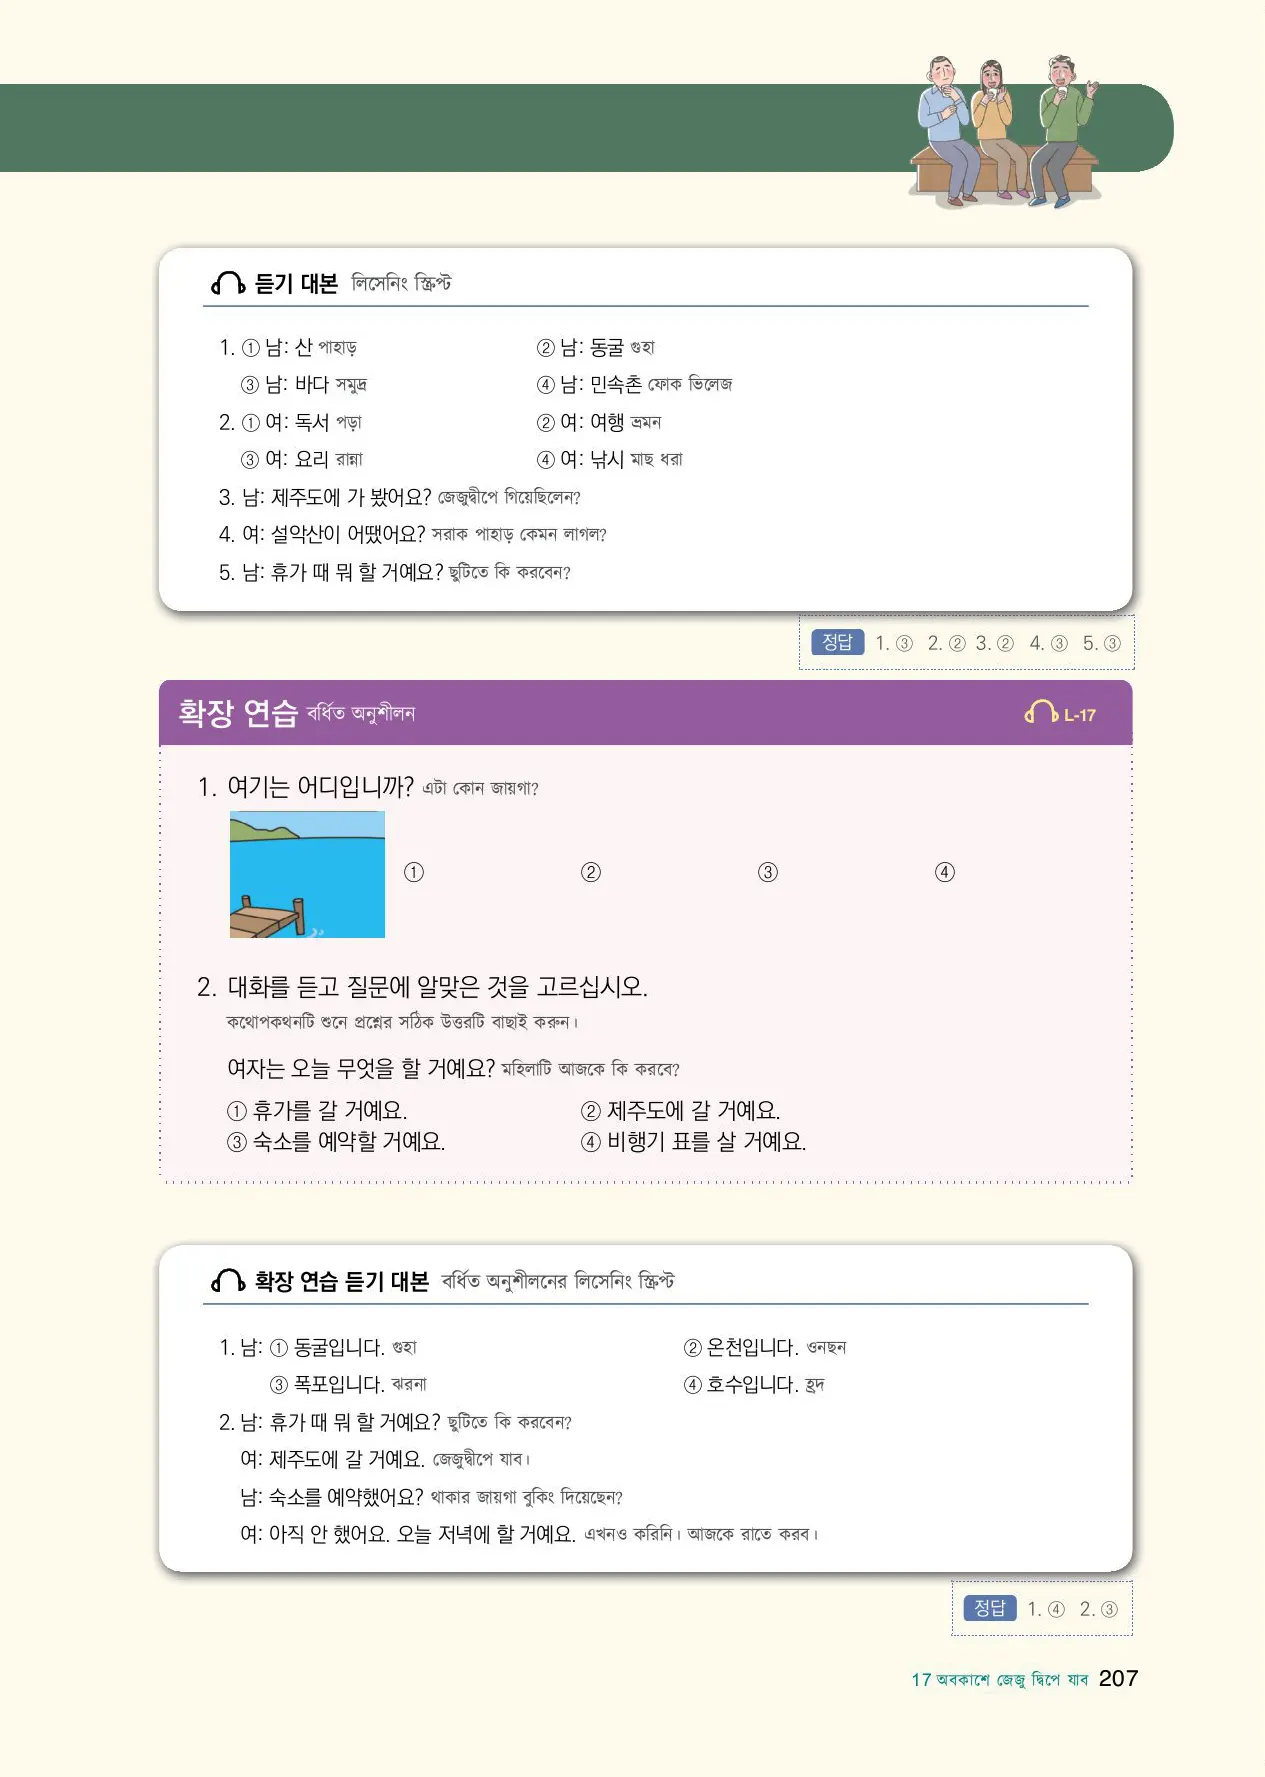 듣기 대본 লিসেনিং স্ক্রিপ্ট
1. ① 남: 산 পাহাড় ② 남: 동굴 গুহা
③ 남: 바다 সমুদ্র ④ 남: 민속촌 ফোক ভিলেজ
2. ① 여: 독서 পড়া ② 여: 여행 ভ্রমন
③ 여: 요리 রান্না ④ 여: 낚시 মাছ ধরা
3. 남: 제주도에 가 봤어요? জেজুদ্বীপে গিয়েছিলেন?
4. 여: 설악산이 어땠어요? সরাক পাহাড় কেমন লাগল?
5. 남: 휴가 때 뭐 할 거예요? ছুটিতে কি করবেন?
정답 1. ③ 2. ② 3. ② 4. ③ 5. ③
확장 연습 বর্ধিত অনুশীলন L-17
1. 여기는 어디입니까? এটা কোন জায়গা?
① ② ③ ④
2. 대화를 듣고 질문에 알맞은 것을 고르십시오.
কথোপকথনটি শুনে প্রশ্নের সঠিক উত্তরটি বাছাই করুন।
여자는 오늘 무엇을 할 거예요? মহিলাটি আজকে কি করবে?
① 휴가를 갈 거예요. ② 제주도에 갈 거예요.
③ 숙소를 예약할 거예요. ④ 비행기 표를 살 거예요.
확장 연습 듣기 대본 বর্ধিত অনুশীলনের লিসেনিং স্ক্রিপ্ট
1. 남: ① 동굴입니다. গুহা ② 온천입니다. ওনছন
③ 폭포입니다. ঝরনা ④ 호수입니다. হ্রদ
2. 남: 휴가 때 뭐 할 거예요? ছুটিতে কি করবেন?
여: 제주도에 갈 거예요. জেজুদ্বীপে যাব।
남: 숙소를 예약했어요? থাকার জায়গা বুকিং দিয়েছেন?
여: 아직 안 했어요. 오늘 저녁에 할 거예요. এখনও করিনি। আজকে রাতে করব।
정답 1. ④ 2. ③
17 অবকাশে জেজু দ্বিপে যাব 207